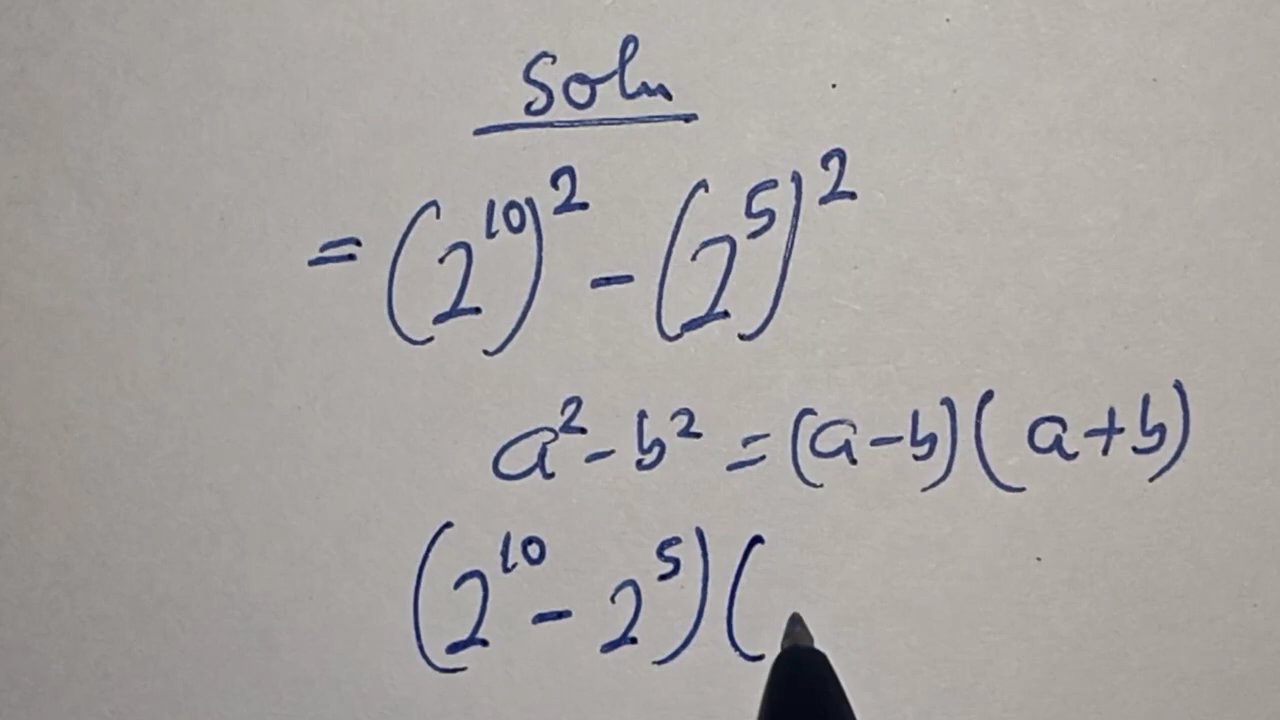 Soln
= (2^10)^2 - (2^5)^2
a^2 - b^2 = (a-b)(a+b)
(2^10 - 2^5)(